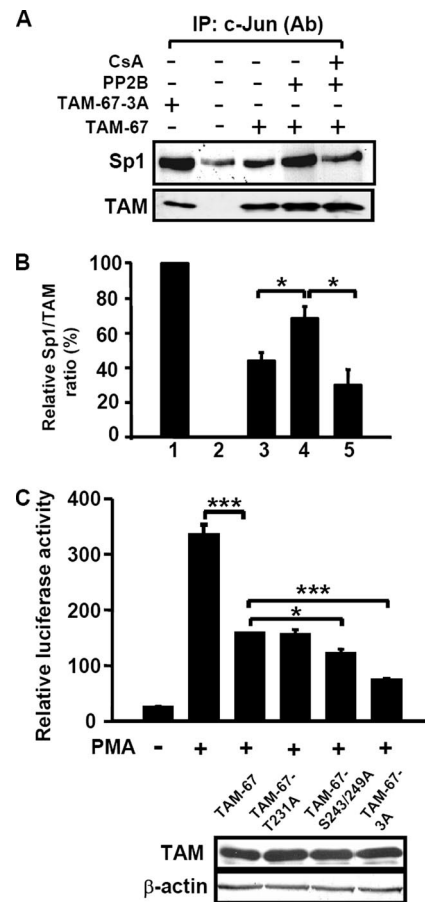 A
IP: c-Jun (Ab)
CsA - - - - +
PP2B - - - + +
TAM-67-3A + - - - -
TAM-67 - - + + +
Sp1
TAM
B
Relative Sp1/TAM
ratio (%)
100
80
60
40
20
0
* *
1 2 3 4 5
C
Relative luciferase activity
400
300
200
100
0
***
***
*
PMA - + + + + +
TAM-67
TAM-67-
T231A
TAM-67-
S243/249A
TAM-67-
3A
TAM
β-actin